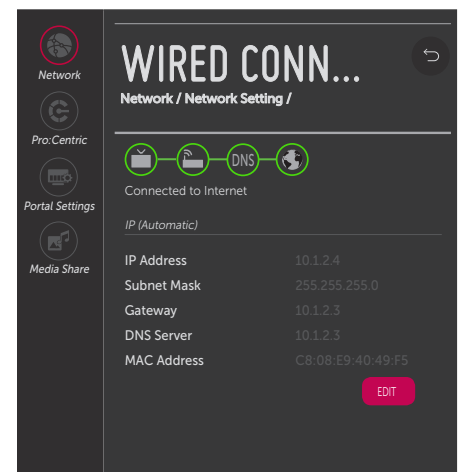 Network
Pro:Centric
Portal Settings
Media Share
WIRED CONN...
Network / Network Setting /
DNS
Connected to Internet
IP (Automatic)
IP Address 10.1.2.4
Subnet Mask 255.255.255.0
Gateway 10.1.2.3
DNS Server 10.1.2.3
MAC Address C8:08:E9:40:49:F5
EDIT